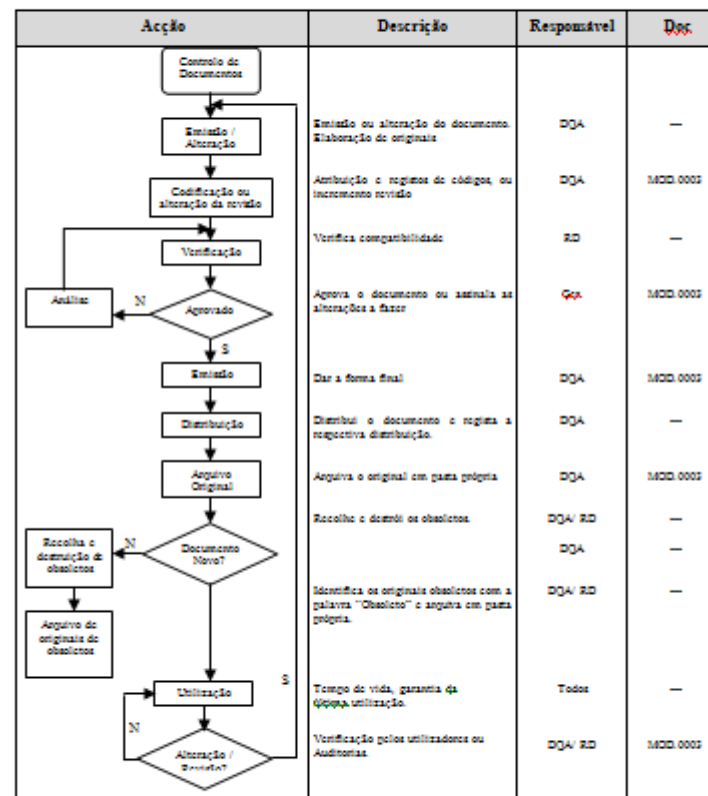 Acção Descrição Responsável Doc.
Controlo de
Documentos
Emissão /
Alteração
Emissão ou alteração do documento.
Elaboração de originais
DQA —
Codificação ou
alteração da revisão
Atribuição e registos de códigos, ou
incremento revisão
DQA MOD.0003
Verificação
Verifica compatibilidade
RD —
Análise
N
Aprovado
Aprova o documento ou assinala as
alterações a fazer
MOD.0003
S
Emissão
Dar a forma final
DQA MOD.0003
Distribuição
Distribui o documento e regista a
respectiva distribuição.
DQA —
Arquivo
Original
Arquiva o original em pasta própria
DQA MOD.0003
Recolhe e destrói os obsoletos.
DQA/ RD —
Recolha e
destruição de
obsoletos
N
Documento
Novo?
DQA —
Identifica os originais obsoletos com a
palavra "Obsoleto" e arquiva em pasta
própria.
DQA/ RD —
Arquivo de
originais de
obsoletos
S
Utilização
Tempo de vida, garantia da
utilização.
Todos —
N
Alteração /
Revisão?
Verificação pelos utilizadores ou
Auditorias.
DQA/ RD MOD.0003